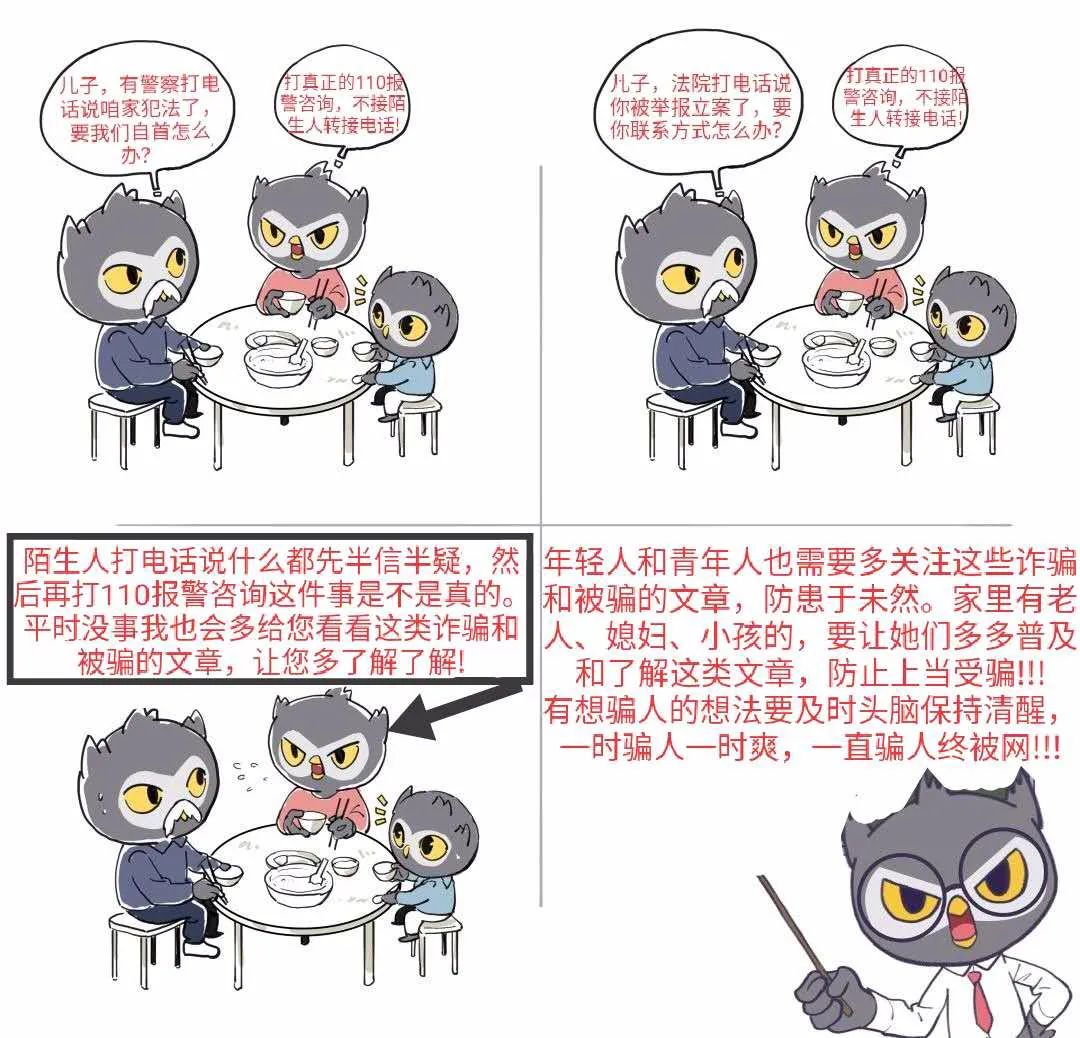 儿子，有警察打电
话说咱家犯法了，
要我们自首怎么
办？
打真正的110报
警咨询，不接陌
生人转接电话!
儿子，法院打电话说
你被举报立案了，要
你联系方式怎么办？
打真正的110报
警咨询，不接陌
生人转接电话!
陌生人打电话说什么都先半信半疑，然
后再打110报警咨询这件事是不是真的。
平时没事我也会多给您看看这类诈骗和
被骗的文章，让您多了解了解!
年轻人和青年人也需要多关注这些诈骗
和被骗的文章，防患于未然。家里有老
人、媳妇、小孩的，要让她们多多普及
和了解这类文章，防止上当受骗!!!
有想骗人的想法要及时头脑保持清醒，
一时骗人一时爽，一直骗人终被网!!!